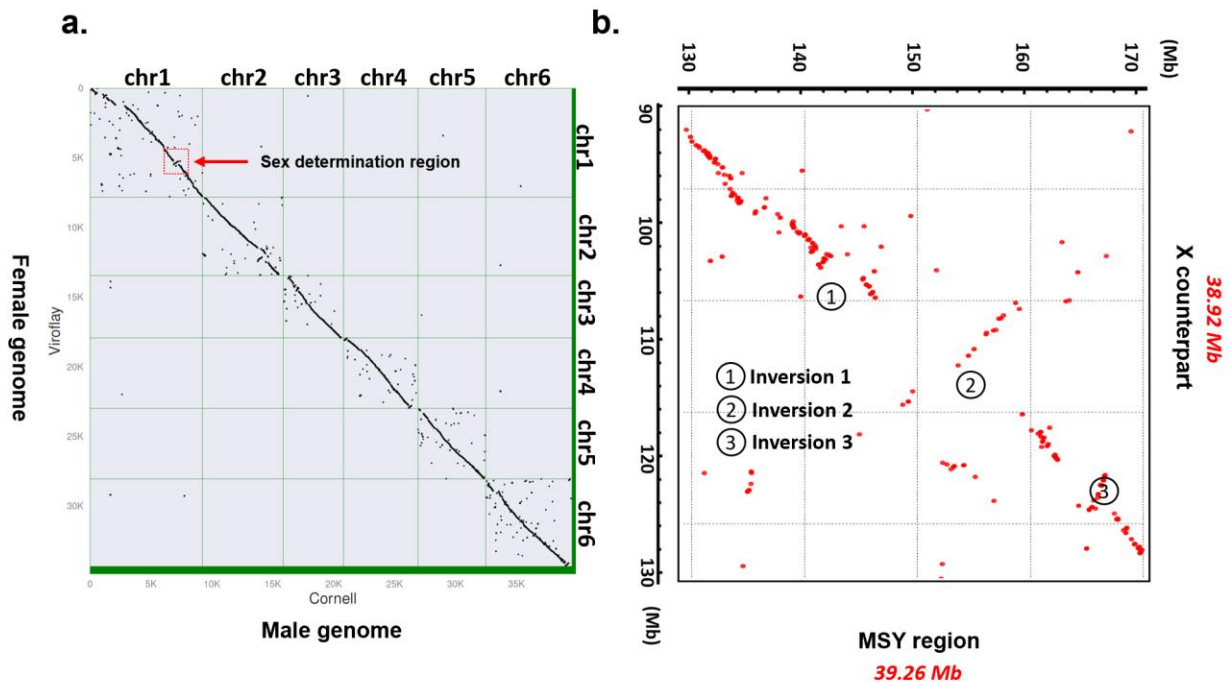 a.
chr1 chr2 chr3 chr4 chr5 chr6
0
5K
10K
15K
20K
25K
30K
Sex determination region
chr1
chr2
chr3
chr4
chr5
chr6
Female genome
Viroflay
0 5K 10K 15K 20K 25K 30K 35K
Cornell
Male genome
b.
130 140 150 160 170 (Mb)
90
100
110
120
130
(Mb)
1
2
3
1 Inversion 1
2 Inversion 2
3 Inversion 3
X counterpart
38.92 Mb
MSY region
39.26 Mb